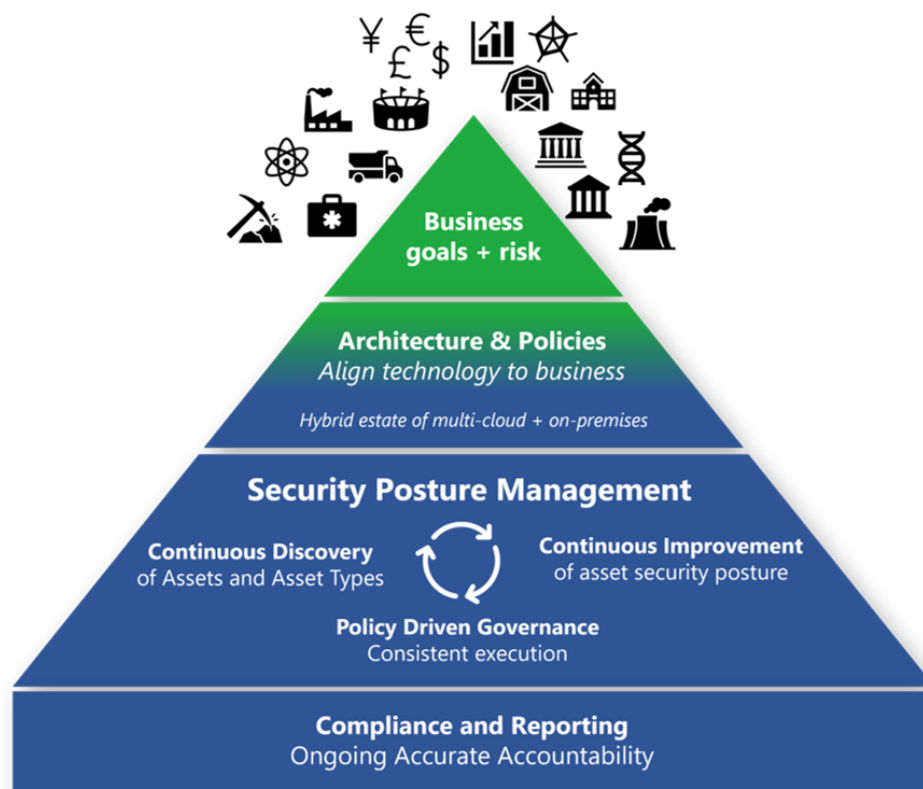 ¥ € £ $
Business
goals + risk
Architecture & Policies
Align technology to business
Hybrid estate of multi-cloud + on-premises
Security Posture Management
Continuous Discovery
of Assets and Asset Types
Continuous Improvement
of asset security posture
Policy Driven Governance
Consistent execution
Compliance and Reporting
Ongoing Accurate Accountability